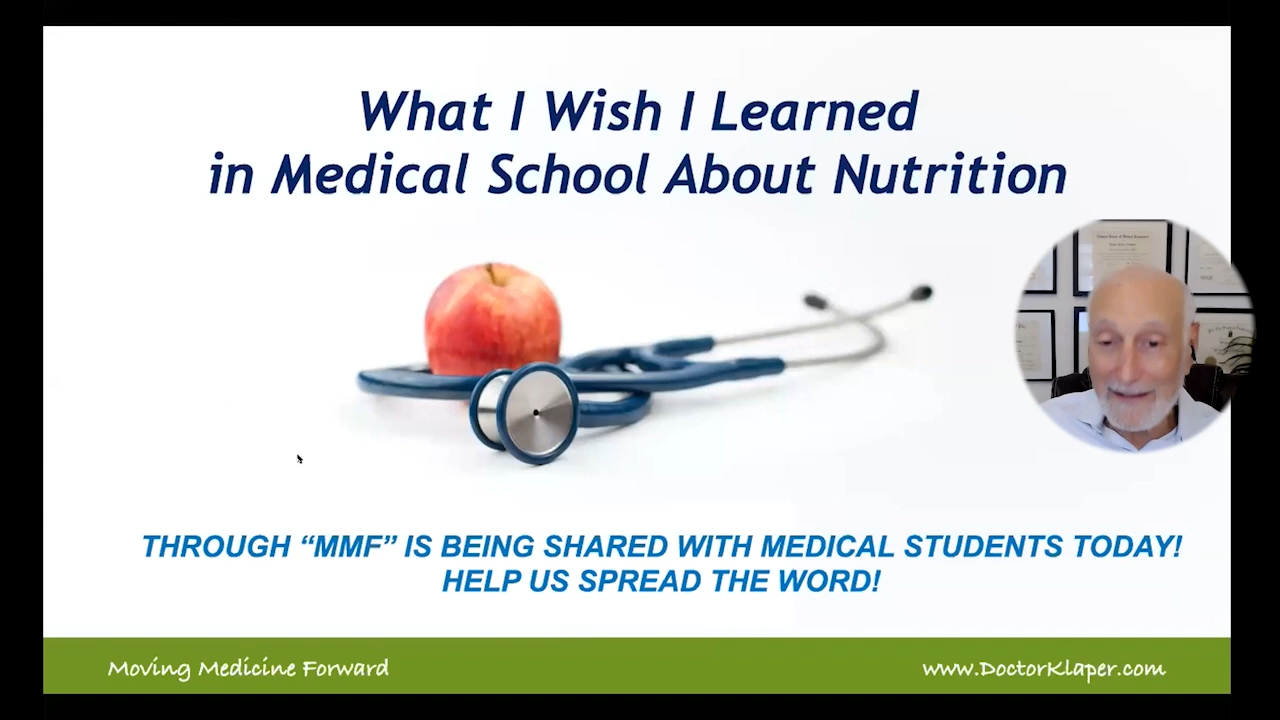 What I Wish I Learned
in Medical School About Nutrition
THROUGH “MMF” IS BEING SHARED WITH MEDICAL STUDENTS TODAY!
HELP US SPREAD THE WORD!
Moving Medicine Forward
www.DoctorKlaper.com